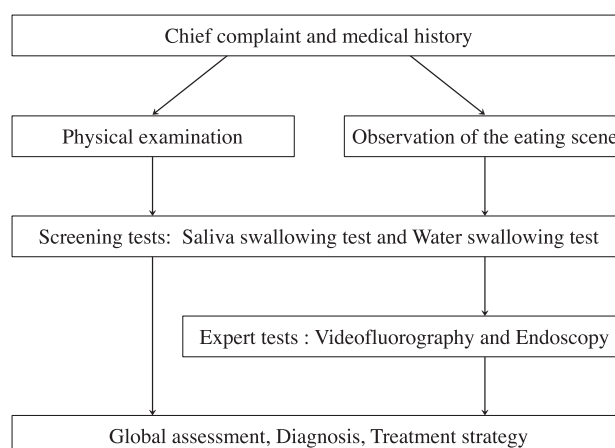 Chief complaint and medical history
Physical examination
Observation of the eating scene
Screening tests: Saliva swallowing test and Water swallowing test
Expert tests : Videofluorography and Endoscopy
Global assessment, Diagnosis, Treatment strategy